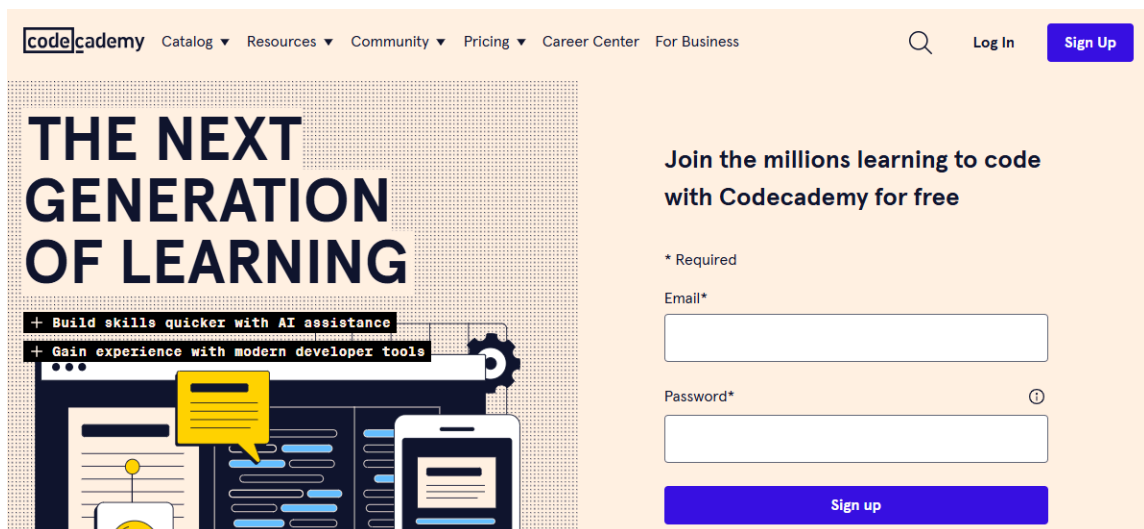 codecademy Catalog Resources Community Pricing Career Center For Business Log In Sign Up
THE NEXT
GENERATION
OF LEARNING
+ Build skills quicker with AI assistance
+ Gain experience with modern developer tools
Join the millions learning to code
with Codecademy for free
* Required
Email*
Password*
Sign up